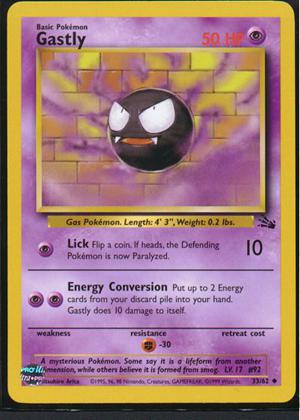 Basic Pokémon
Gastly
50 HP
Gas Pokémon. Length: 4' 3", Weight: 0.2 lbs.
Lick Flip a coin. If heads, the Defending
Pokémon is now Paralyzed.
10
Energy Conversion Put up to 2 Energy
cards from your discard pile into your hand.
Gastly does 10 damage to itself.
weakness
resistance
retreat cost
-30
A mysterious Pokémon. Some say it is a
lifeform from another dimension, while others
believe it is formed from smog. LV. 17 #92
Arita
©1995, 96, 98 Nintendo, Creatures, GAMEFREAK. ©1999 Wizards.
33/62